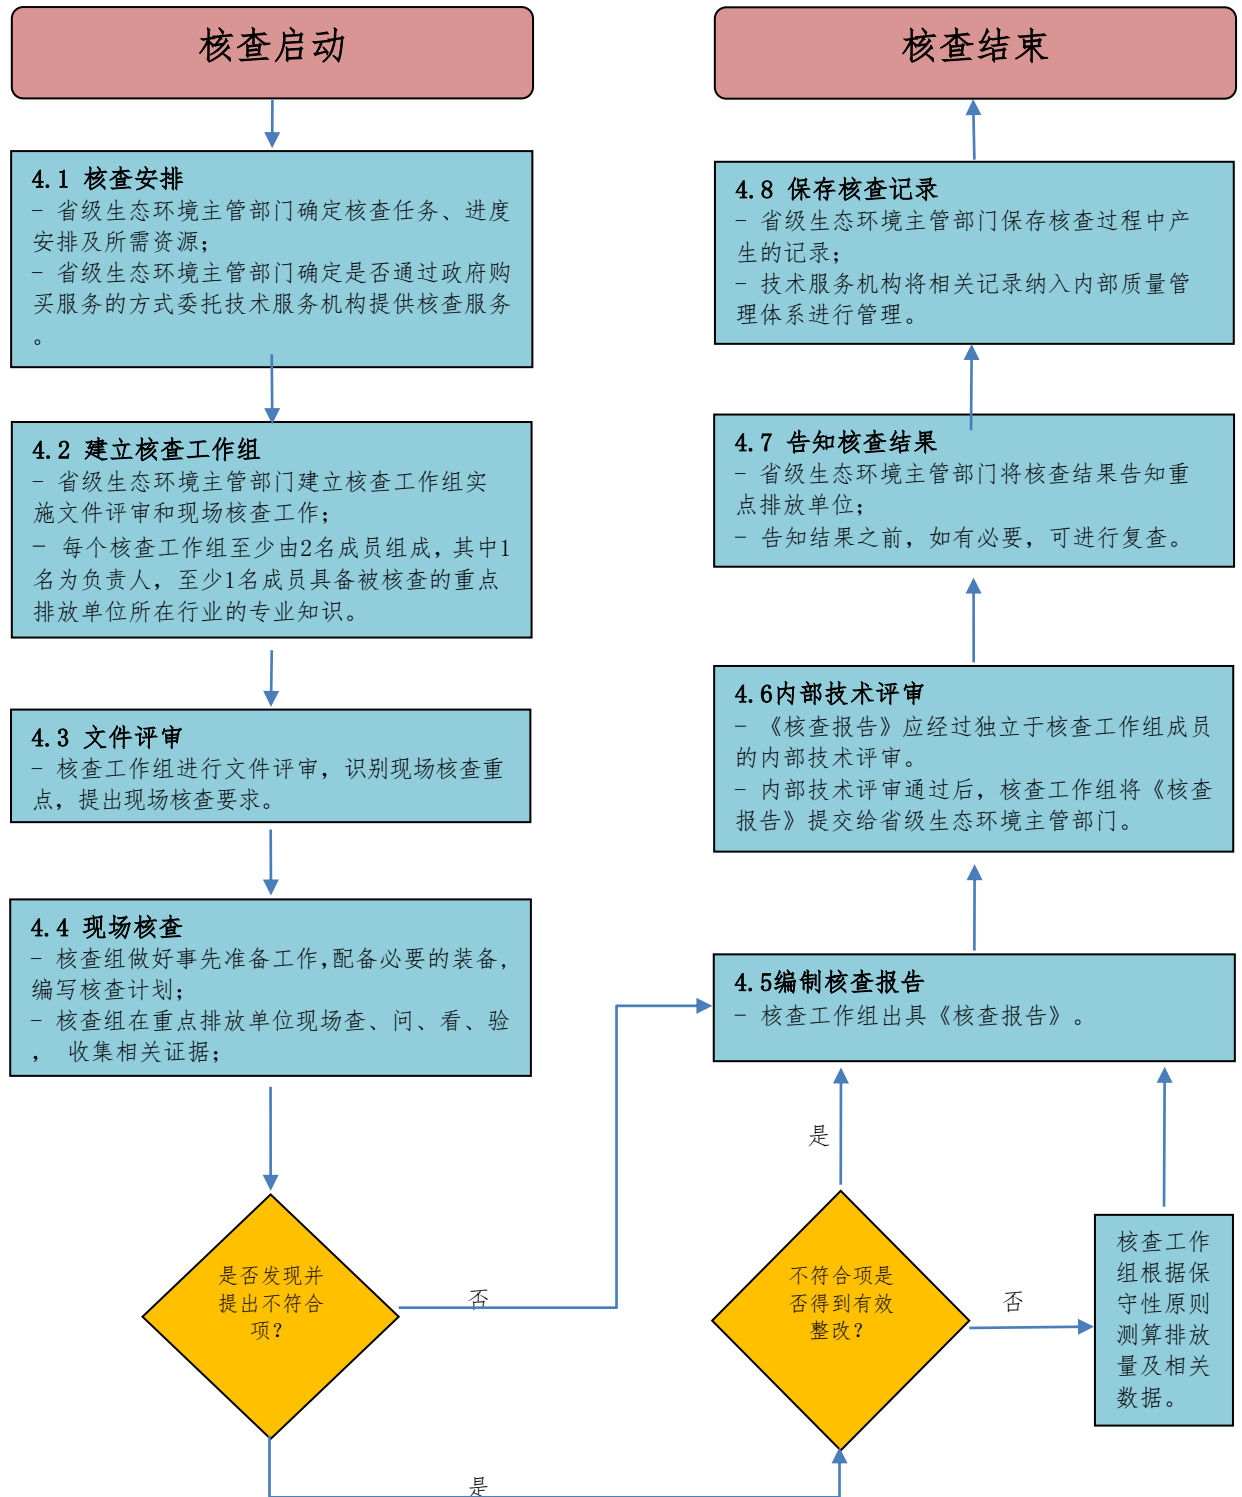 核查启动
4.1 核查安排
- 省级生态环境主管部门确定核查任务、进度
安排及所需资源；
- 省级生态环境主管部门确定是否通过政府购
买服务的方式委托技术服务机构提供核查服务
。
4.2 建立核查工作组
- 省级生态环境主管部门建立核查工作组实
施文件评审和现场核查工作；
- 每个核查工作组至少由2名成员组成，其中1
名为负责人，至少1名成员具备被核查的重点
排放单位所在行业的专业知识。
4.3 文件评审
- 核查工作组进行文件评审，识别现场核查重
点，提出现场核查要求。
4.4 现场核查
- 核查组做好事先准备工作,配备必要的装备,
编写核查计划；
- 核查组在重点排放单位现场查、问、看、验
， 收集相关证据；
是否发现并
提出不符合
项？
否
是
不符合项是
否得到有效
整改？
是
否
核查工作
组根据保
守性原则
测算排放
量及相关
数据。
4.5编制核查报告
- 核查工作组出具《核查报告》。
4.6内部技术评审
- 《核查报告》应经过独立于核查工作组成员
的内部技术评审。
- 内部技术评审通过后，核查工作组将《核查
报告》提交给省级生态环境主管部门。
4.7 告知核查结果
- 省级生态环境主管部门将核查结果告知重
点排放单位；
- 告知结果之前，如有必要，可进行复查。
4.8 保存核查记录
- 省级生态环境主管部门保存核查过程中产
生的记录；
- 技术服务机构将相关记录纳入内部质量管
理体系进行管理。
核查结束